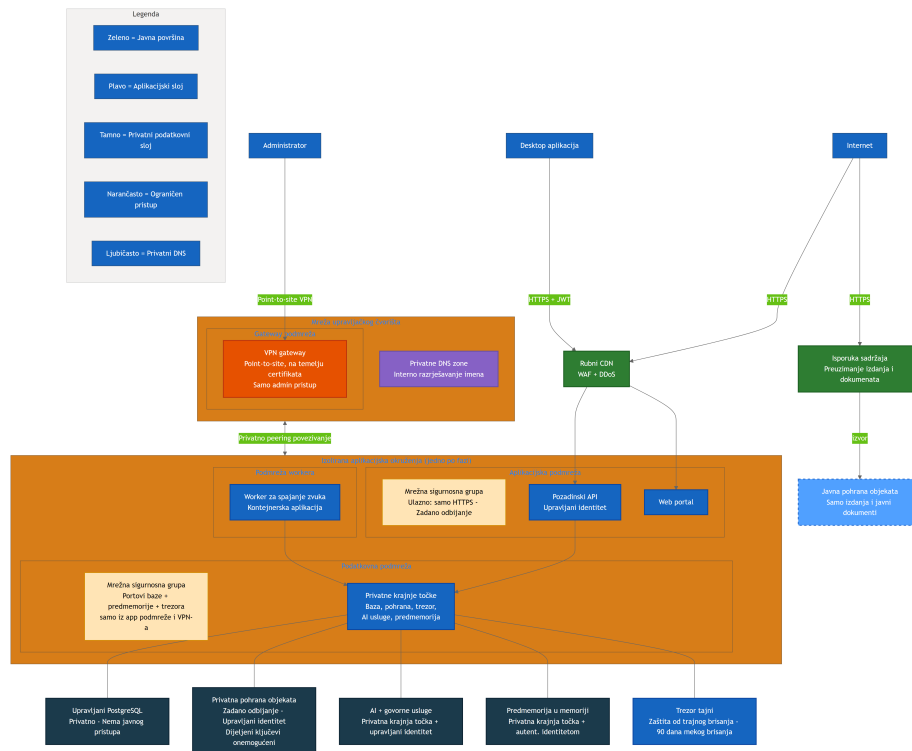 Legenda
Zeleno = Javna površina
Plavo = Aplikacijski sloj
Tamno = Privatni podatkovni
sloj
Narančasto = Ograničen
pristup
Ljubičasto = Privatni DNS
Administrator
Desktop aplikacija
Internet
Point-to-site VPN
HTTPS + JWT
HTTPS
HTTPS
VPN gateway
Point-to-site, na temelju
certifikata
Samo admin pristup
Privatne DNS zone
Interno razrješavanje imena
Rubni CDN
WAF + DDoS
Isporuka sadržaja
Preuzimanje izdanja i
dokumenata
Privatno peering povezivanje
izvor
Aplikacijska podmreža
Worker za spajanje zvuka
Kontejnerska aplikacija
Mrežna sigurnosna grupa
Ulazno: samo HTTPS -
Zadano odbijanje
Pozadinski API
Upravljani identitet
Web portal
Javna pohrana objekata
Samo izdanja i javni
dokumenti
Podatkovna podmreža
Mrežna sigurnosna grupa
Portovi baze +
predmemorije + trezora
samo iz app podmreže i VPN-
a
Privatne krajnje točke
Baza, pohrana, trezor,
AI usluge, predmemorija
Upravljani PostgreSQL
Privatno - Nema javnog
pristupa
Privatna pohrana objekata
Zadano odbijanje -
Upravljani identitet
Dijeljeni ključevi
onemogućeni
AI + govorne usluge
Privatna krajnja točka +
upravljani identitet
Predmemorija u memoriji
Privatna krajnja točka +
autent. identitetom
Trezor tajni
Zaštita od trajnog brisanja -
90 dana mekog brisanja